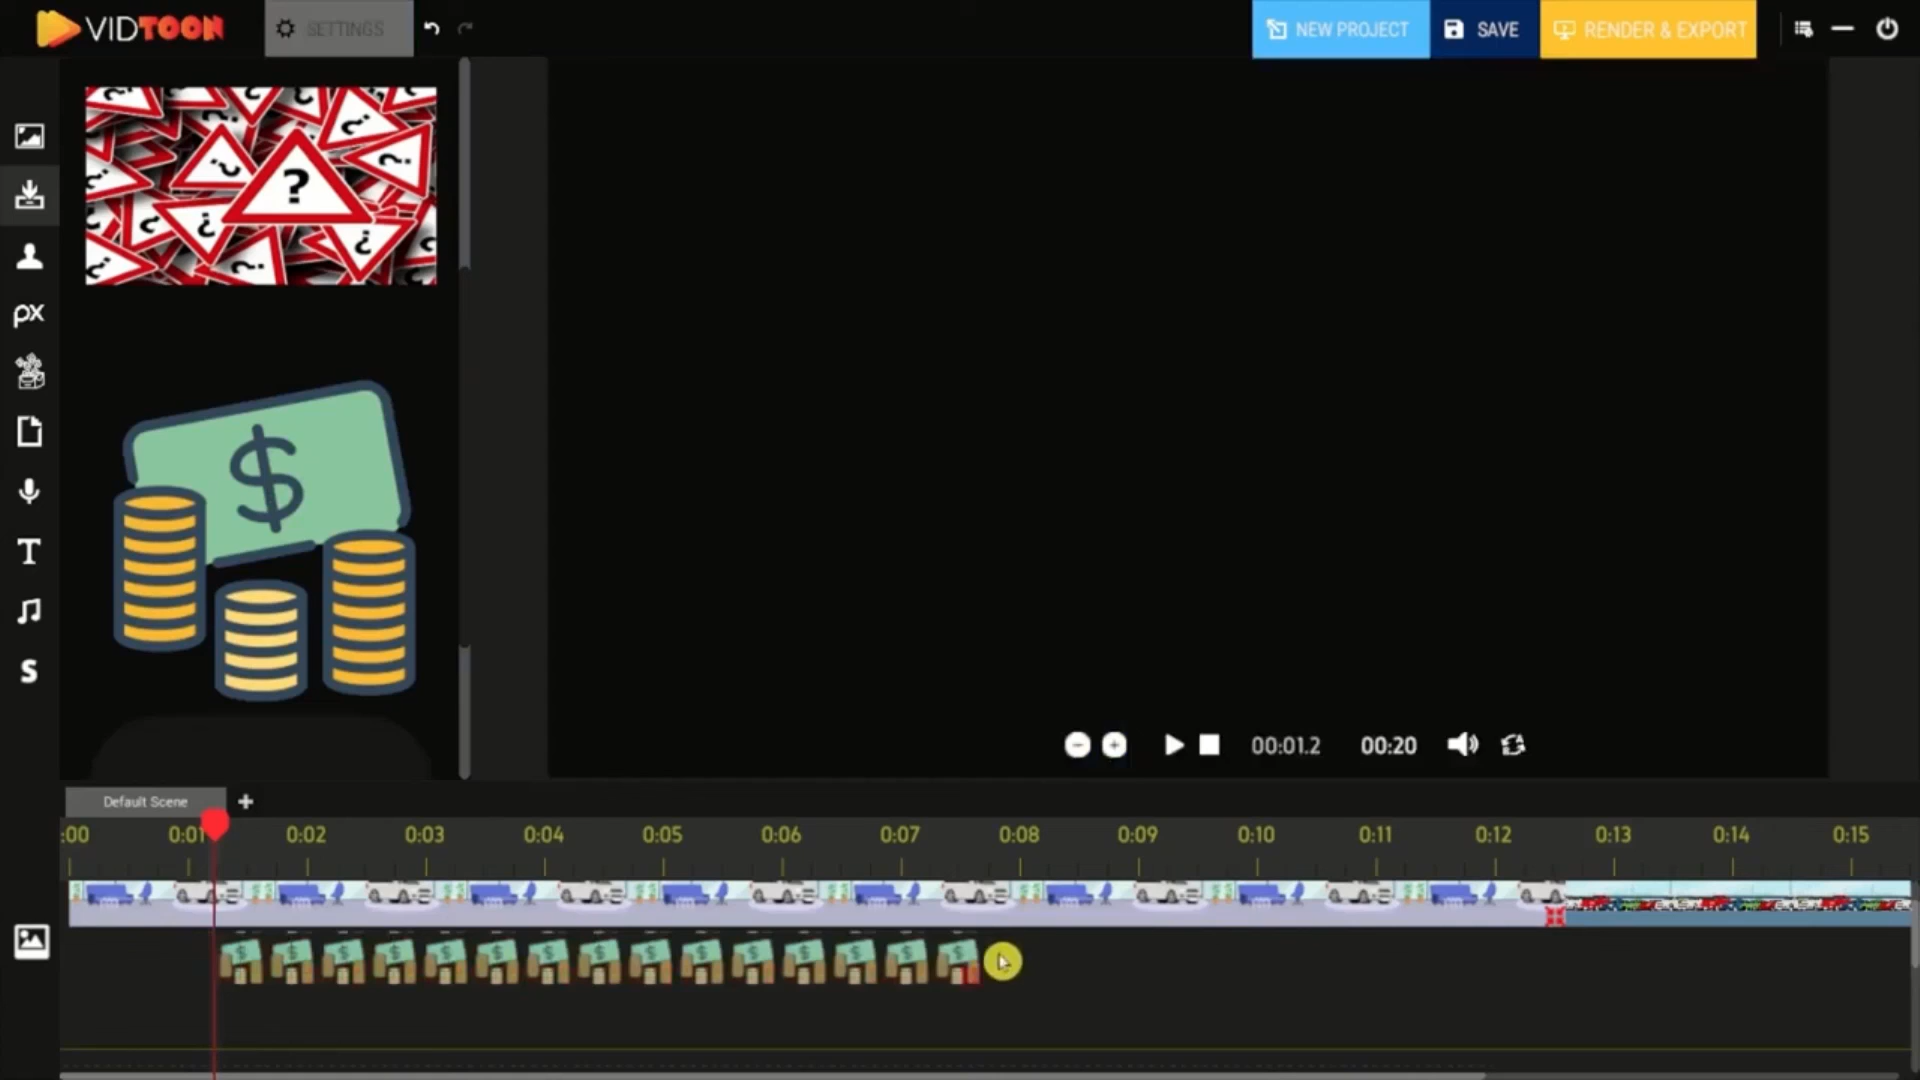 VIDTOON
SETTINGS
NEW PROJECT
SAVE
RENDER & EXPORT
?
px
$
T
S
00:01.2
00:20
Default Scene
:00 0:01 0:02 0:03 0:04 0:05 0:06 0:07 0:08 0:09 0:10 0:11 0:12 0:13 0:14 0:15